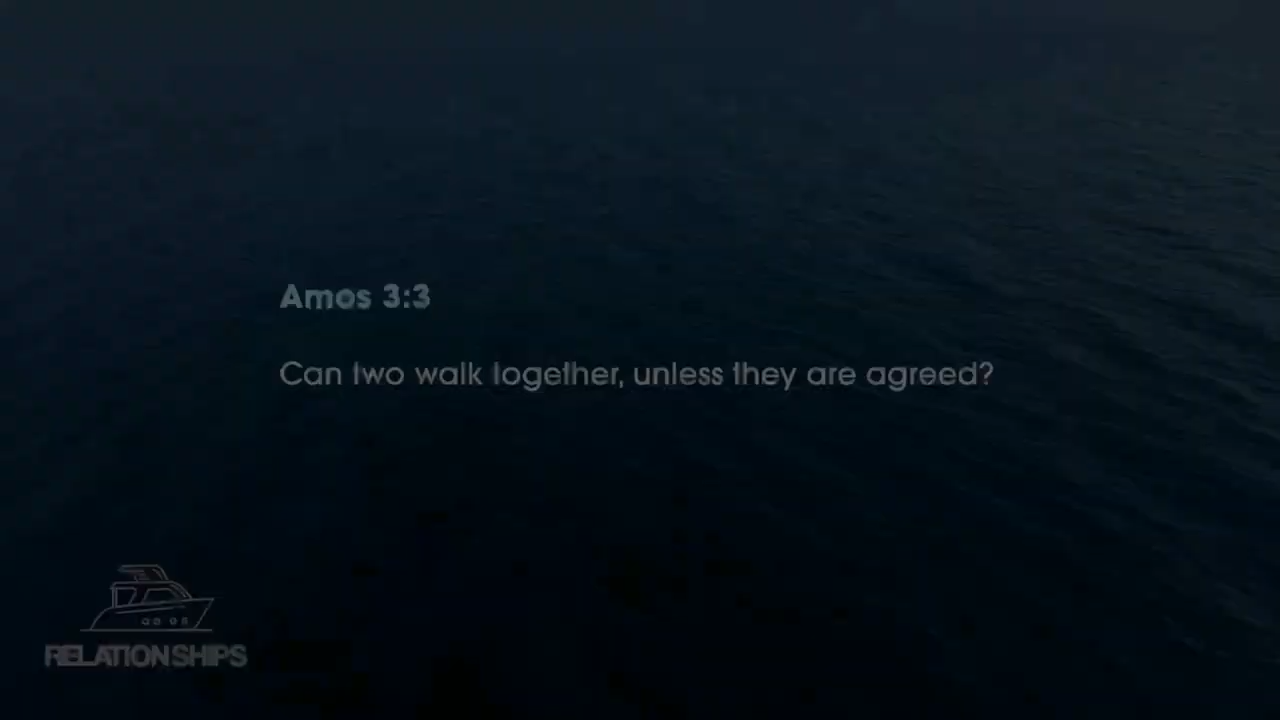 Amos 3:3
Can two walk together, unless they are agreed?
RELATIONSHIPS